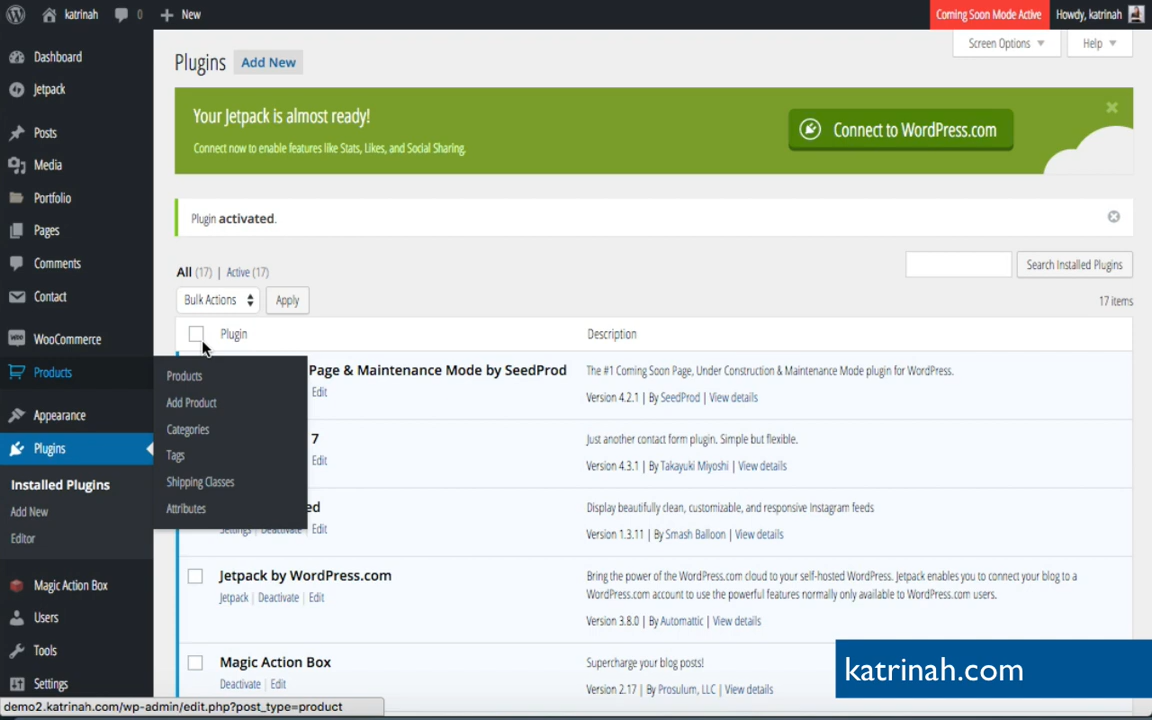 katrinah
0
New
Coming Soon Mode Active
Howdy, katrinah
Screen Options
Help
Dashboard
Jetpack
Posts
Media
Portfolio
Pages
Comments
Contact
WooCommerce
Products
Appearance
Plugins
Installed Plugins
Add New
Editor
Magic Action Box
Users
Tools
Settings
Products
Add Product
Categories
Tags
Shipping Classes
Attributes
Plugins Add New
Your Jetpack is almost ready!
Connect now to enable features like Stats, Likes, and Social Sharing.
Connect to WordPress.com
Plugin activated.
All (17) | Active (17)
Search Installed Plugins
Bulk Actions
Apply
17 items
Plugin
Description
Page & Maintenance Mode by SeedProd
Edit
The #1 Coming Soon Page, Under Construction & Maintenance Mode plugin for WordPress.
Version 4.2.1 | By SeedProd | View details
7
Edit
Just another contact form plugin. Simple but flexible.
Version 4.3.1 | By Takayuki Miyoshi | View details
ed
Settings | Deactivate | Edit
Display beautifully clean, customizable, and responsive Instagram feeds
Version 1.3.11 | By Smash Balloon | View details
Jetpack by WordPress.com
Jetpack | Deactivate | Edit
Bring the power of the WordPress.com cloud to your self-hosted WordPress. Jetpack enables you to connect your blog to a
WordPress.com account to use the powerful features normally only available to WordPress.com users.
Version 3.8.0 | By Automattic | View details
Magic Action Box
Deactivate | Edit
Supercharge your blog posts!
Version 2.17 | By Prosulum, LLC | View details
katrinah.com
demo2.katrinah.com/wp-admin/edit.php?post_type=product